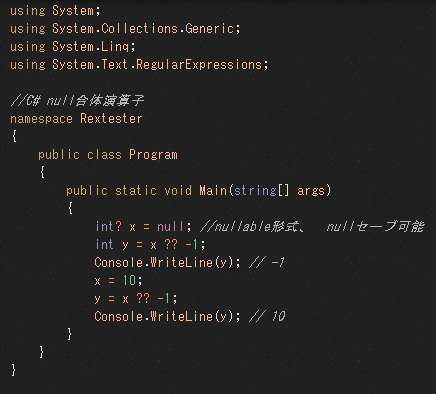 using System;
using System.Collections.Generic;
using System.Linq;
using System.Text.RegularExpressions;
//C# null合体演算子
namespace Rextester
{
public class Program
{
public static void Main(string[] args)
{
int? x = null; //nullable形式、 nullセーブ可能
int y = x ?? -1;
Console.WriteLine(y); // -1
x = 10;
y = x ?? -1;
Console.WriteLine(y); // 10
}
}
}